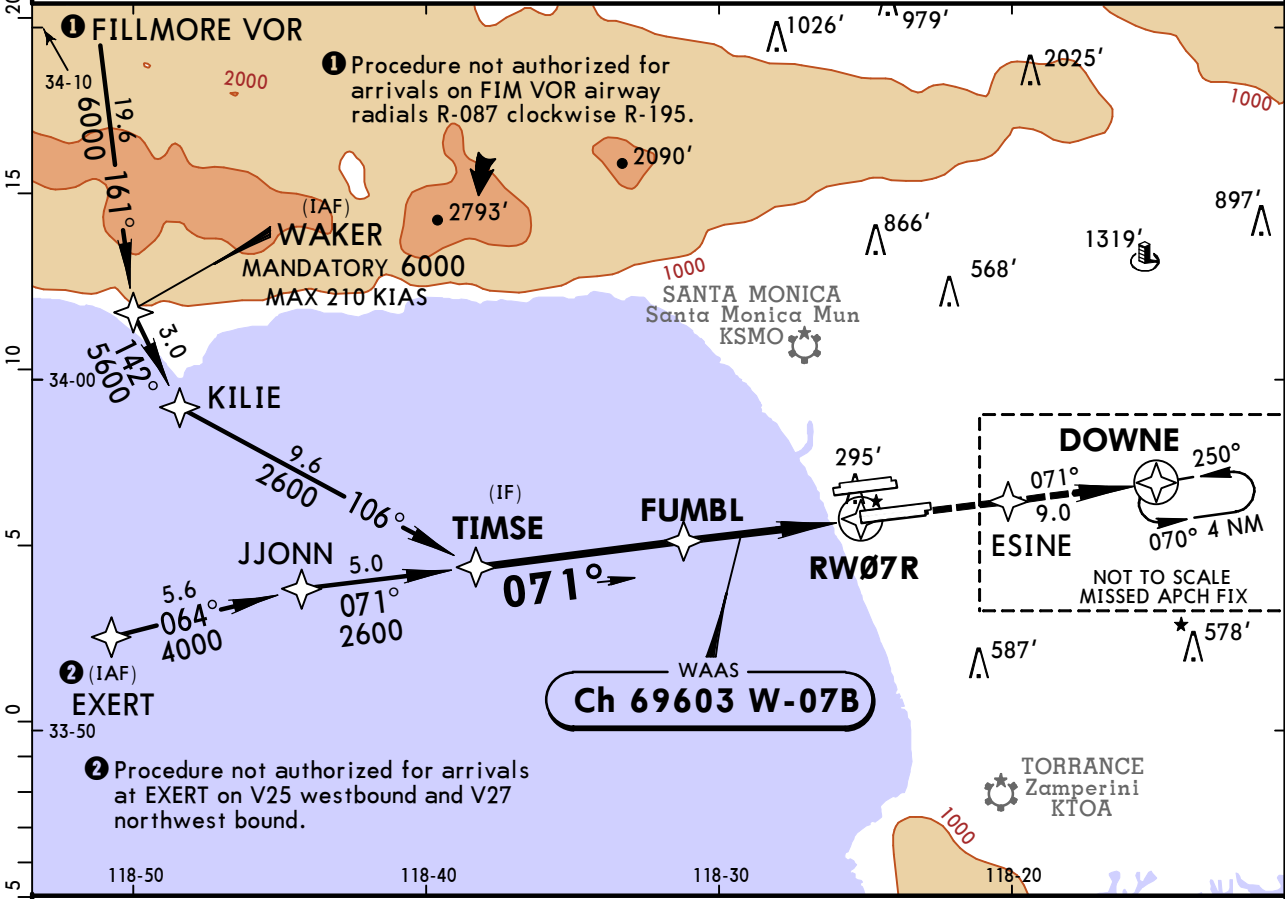 20
❶ FILLMORE VOR
34-10
2000
19.6
6000
161°
❶ Procedure not authorized for
arrivals on FIM VOR airway
radials R-087 clockwise R-195.
1026'
979'
2025'
1000
2090'
15
(IAF)
WAKER
MANDATORY 6000
MAX 210 KIAS
2793'
866'
897'
1319'
568'
1000
SANTA MONICA
Santa Monica Mun
KSMO
3.0
142°
5600
10
34-00
KILIE
9.6
2600
106°
(IF)
TIMSE
FUMBL
295'
DOWNE
250°
071°
9.0
ESINE
070° 4 NM
NOT TO SCALE
MISSED APCH FIX
RWØ7R
JJONN
5
5.6
064°
4000
5.0
071°
2600
071°
❷ (IAF)
EXERT
WAAS
Ch 69603 W-07B
587'
578'
0
33-50
❷ Procedure not authorized for arrivals
at EXERT on V25 westbound and V27
northwest bound.
TORRANCE
Zamperini
KTOA
1000
5
118-50
118-40
118-30
118-20